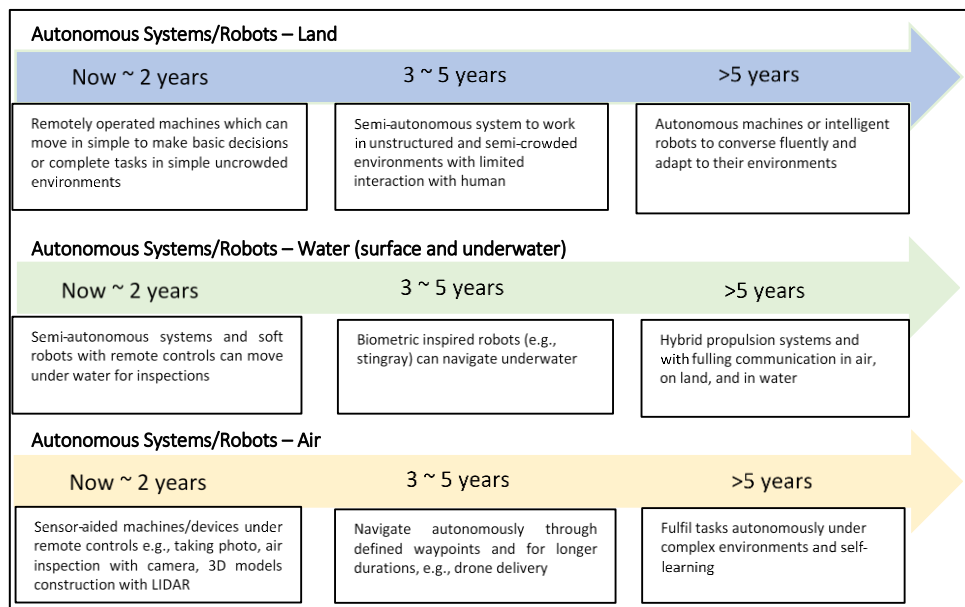 Autonomous Systems/Robots – Land
Now ~ 2 years
3 ~ 5 years
>5 years
Remotely operated machines which can
move in simple to make basic decisions
or complete tasks in simple uncrowded
environments
Semi-autonomous system to work
in unstructured and semi-crowded
environments with limited
interaction with human
Autonomous machines or intelligent
robots to converse fluently and
adapt to their environments
Autonomous Systems/Robots – Water (surface and underwater)
Now ~ 2 years
3 ~ 5 years
>5 years
Semi-autonomous systems and soft
robots with remote controls can move
under water for inspections
Biometric inspired robots (e.g.,
stingray) can navigate underwater
Hybrid propulsion systems and
with fulling communication in air,
on land, and in water
Autonomous Systems/Robots – Air
Now ~ 2 years
3 ~ 5 years
>5 years
Sensor-aided machines/devices under
remote controls e.g., taking photo, air
inspection with camera, 3D models
construction with LIDAR
Navigate autonomously through
defined waypoints and for longer
durations, e.g., drone delivery
Fulfil tasks autonomously under
complex environments and self-
learning